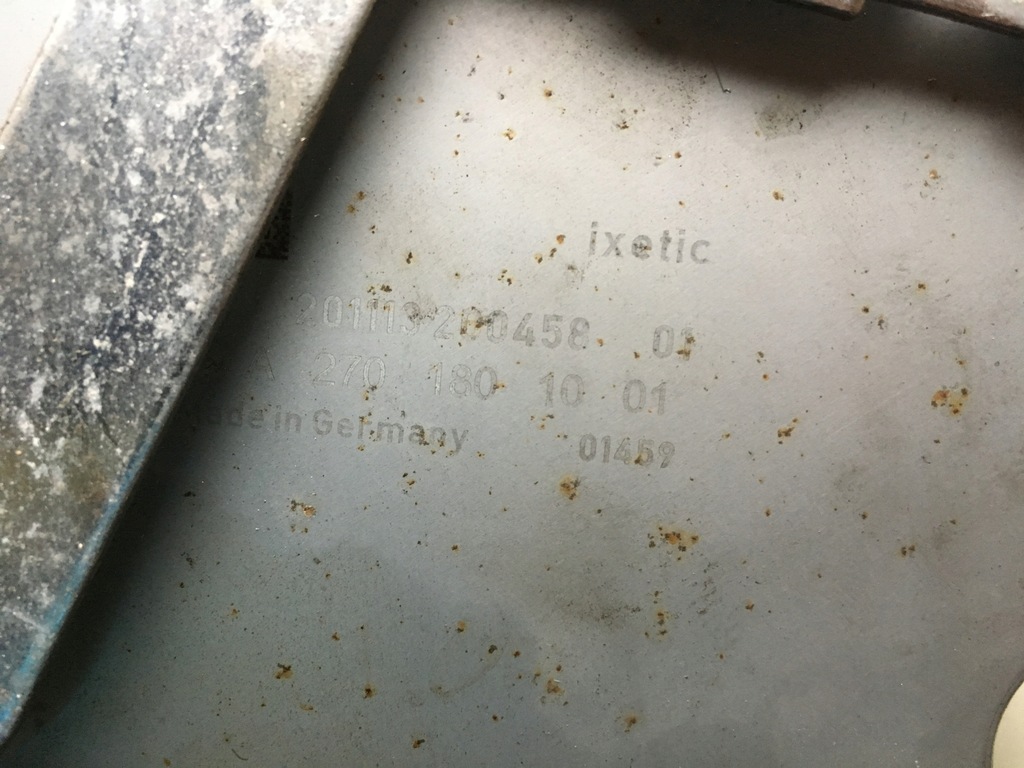 ixetic
201113 200458 01
A 270 180 10 01
Made in Germany 01459